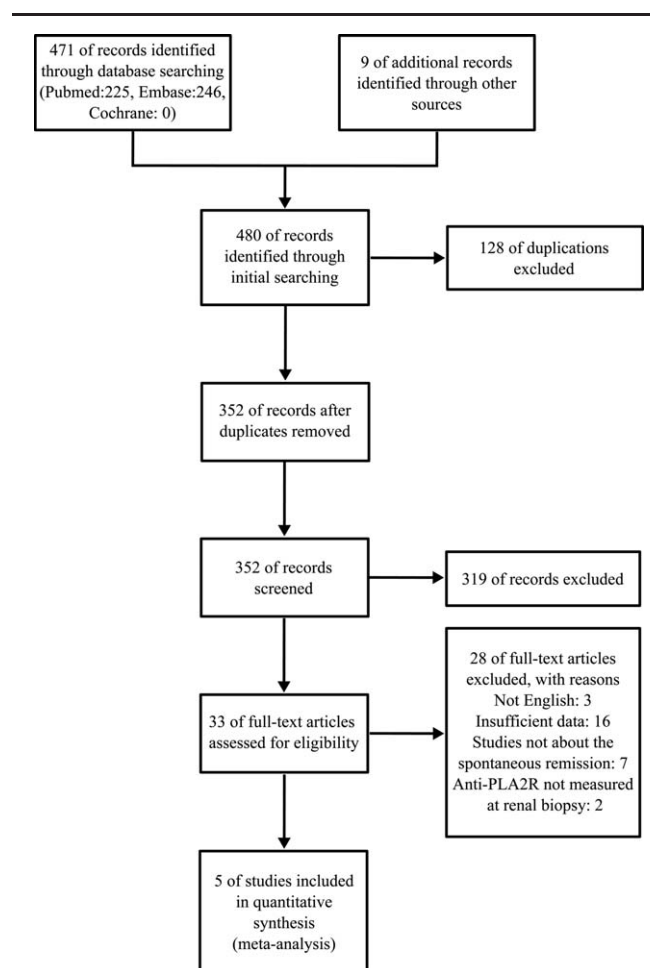 471 of records identified
through database searching
(Pubmed:225, Embase:246,
Cochrane: 0)
9 of additional records
identified through other
sources
480 of records
identified through
initial searching
128 of duplications
excluded
352 of records after
duplicates removed
352 of records
screened
319 of records excluded
33 of full-text articles
assessed for eligibility
28 of full-text articles
excluded, with reasons
Not English: 3
Insufficient data: 16
Studies not about the
spontaneous remission: 7
Anti-PLA2R not measured
at renal biopsy: 2
5 of studies included
in quantitative
synthesis
(meta-analysis)